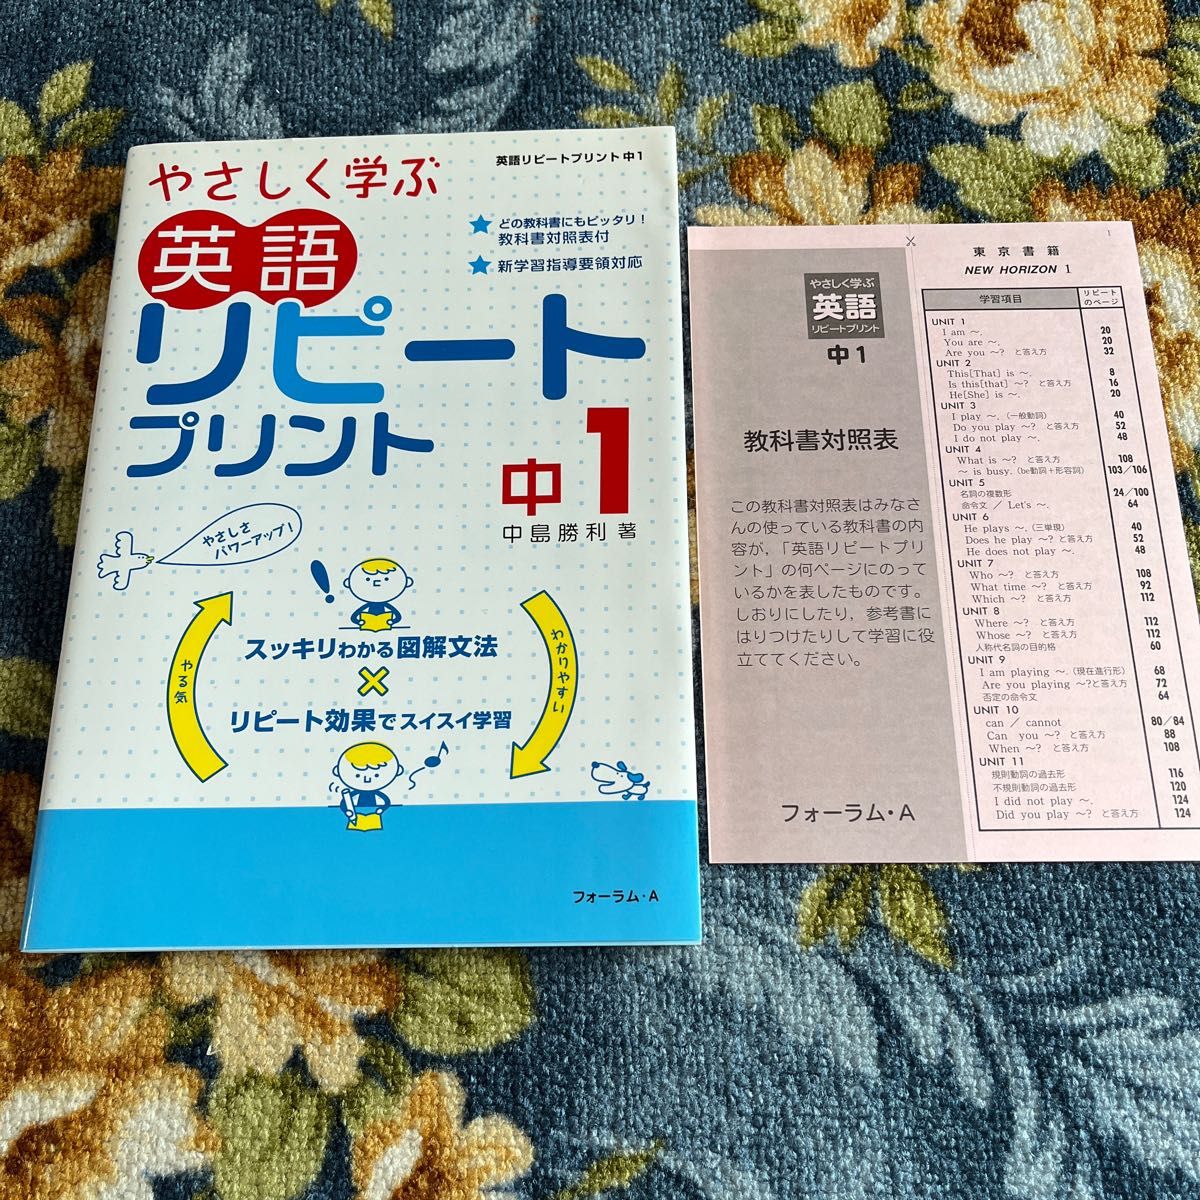 やさしく学ぶ
英語リピートプリント中1
★どの教科書にもピッタリ!
教科書対照表付
★新学習指導要領対応
英語
リピート
プリント
中1
中島勝利 著
やさしさ
パワーアップ!
!
スッキリわかる図解文法
×
リピート効果でスイスイ学習
やる気
わかりやすい
フォーラム・A
やさしく学ぶ
英語
リピートプリント
中1
教科書対照表
この教科書対照表はみなさ
んの使っている教科書の内
容が,「英語リピートプリ
ント」の何ページにのって
いるかを表したものです。
しおりにしたり,参考書に
はりつけたりして学習に役
立ててください。
フォーラム・A
1
東京書籍
NEW HORIZON 1
学習項目 リピートのページ
UNIT 1
I am ～. 20
You are ～. 20
Are you ～? と答え方 32
UNIT 2
This[That] is ～. 8
Is this[that] ～? と答え方 16
He[She] is ～. 20
UNIT 3
I play ～.(一般動詞) 40
Do you play ～? と答え方 52
I do not play ～. 48
UNIT 4
What is ～? と答え方 108
～ is busy.(be動詞+形容詞) 103/106
UNIT 5
名詞の複数形 24/100
命令文 / Let's ～. 64
UNIT 6
He plays ～.(三単現) 40
Does he play ～? と答え方 52
He does not play ～. 48
UNIT 7
Who ～? と答え方 108
What time ～? と答え方 92
Which ～? と答え方 112
UNIT 8
Where ～? と答え方 112
Whose ～? と答え方 112
人称代名詞の目的格 60
UNIT 9
I am playing ～.(現在進行形) 68
Are you playing ～?と答え方 72
否定の命令文 64
UNIT 10
can / cannot 80/84
Can you ～? と答え方 88
When ～? と答え方 108
UNIT 11
規則動詞の過去形 116
不規則動詞の過去形 120
I did not play ～. 124
Did you play ～? と答え方 124